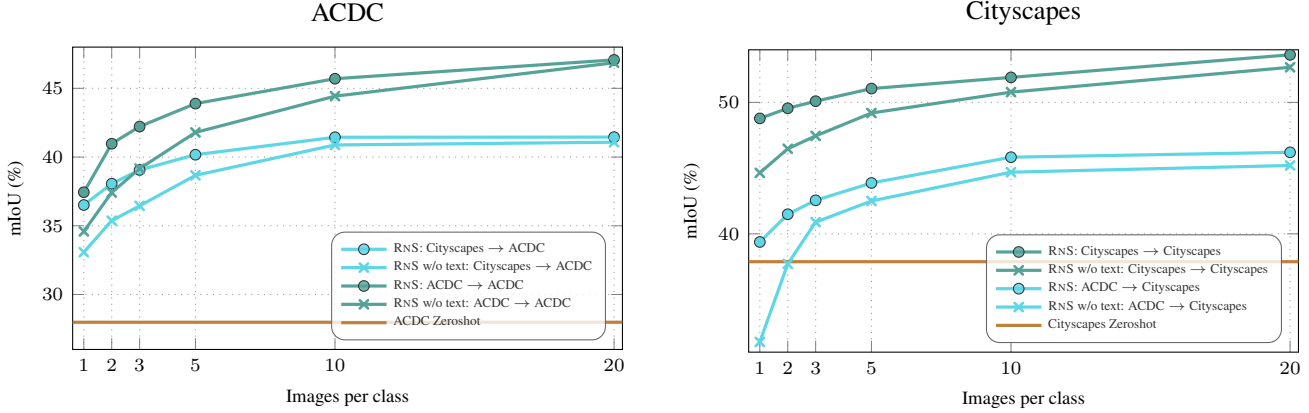 ACDC
mIoU (%)
45
40
35
30
RNS: Cityscapes → ACDC
RNS w/o text: Cityscapes → ACDC
RNS: ACDC → ACDC
RNS w/o text: ACDC → ACDC
ACDC Zeroshot
1 2 3 5 10 20
Images per class
Cityscapes
mIoU (%)
50
40
RNS: Cityscapes → Cityscapes
RNS w/o text: Cityscapes → Cityscapes
RNS: ACDC → Cityscapes
RNS w/o text: ACDC → Cityscapes
Cityscapes Zeroshot
1 2 3 5 10 20
Images per class